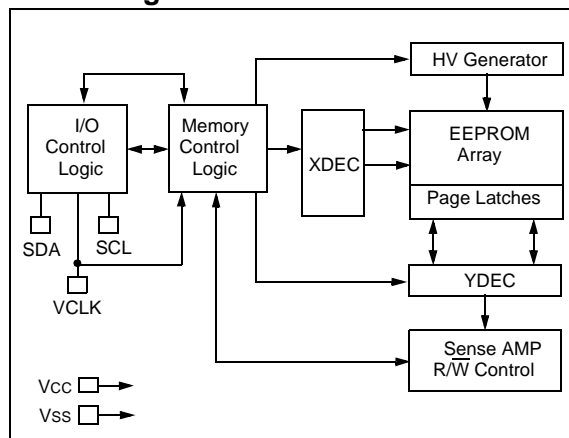 HV Generator
I/O
Control
Logic
Memory
Control
Logic
XDEC
EEPROM
Array
Page Latches
SDA
SCL
VCLK
YDEC
Sense AMP
R/W̅ Control
Vcc
Vss